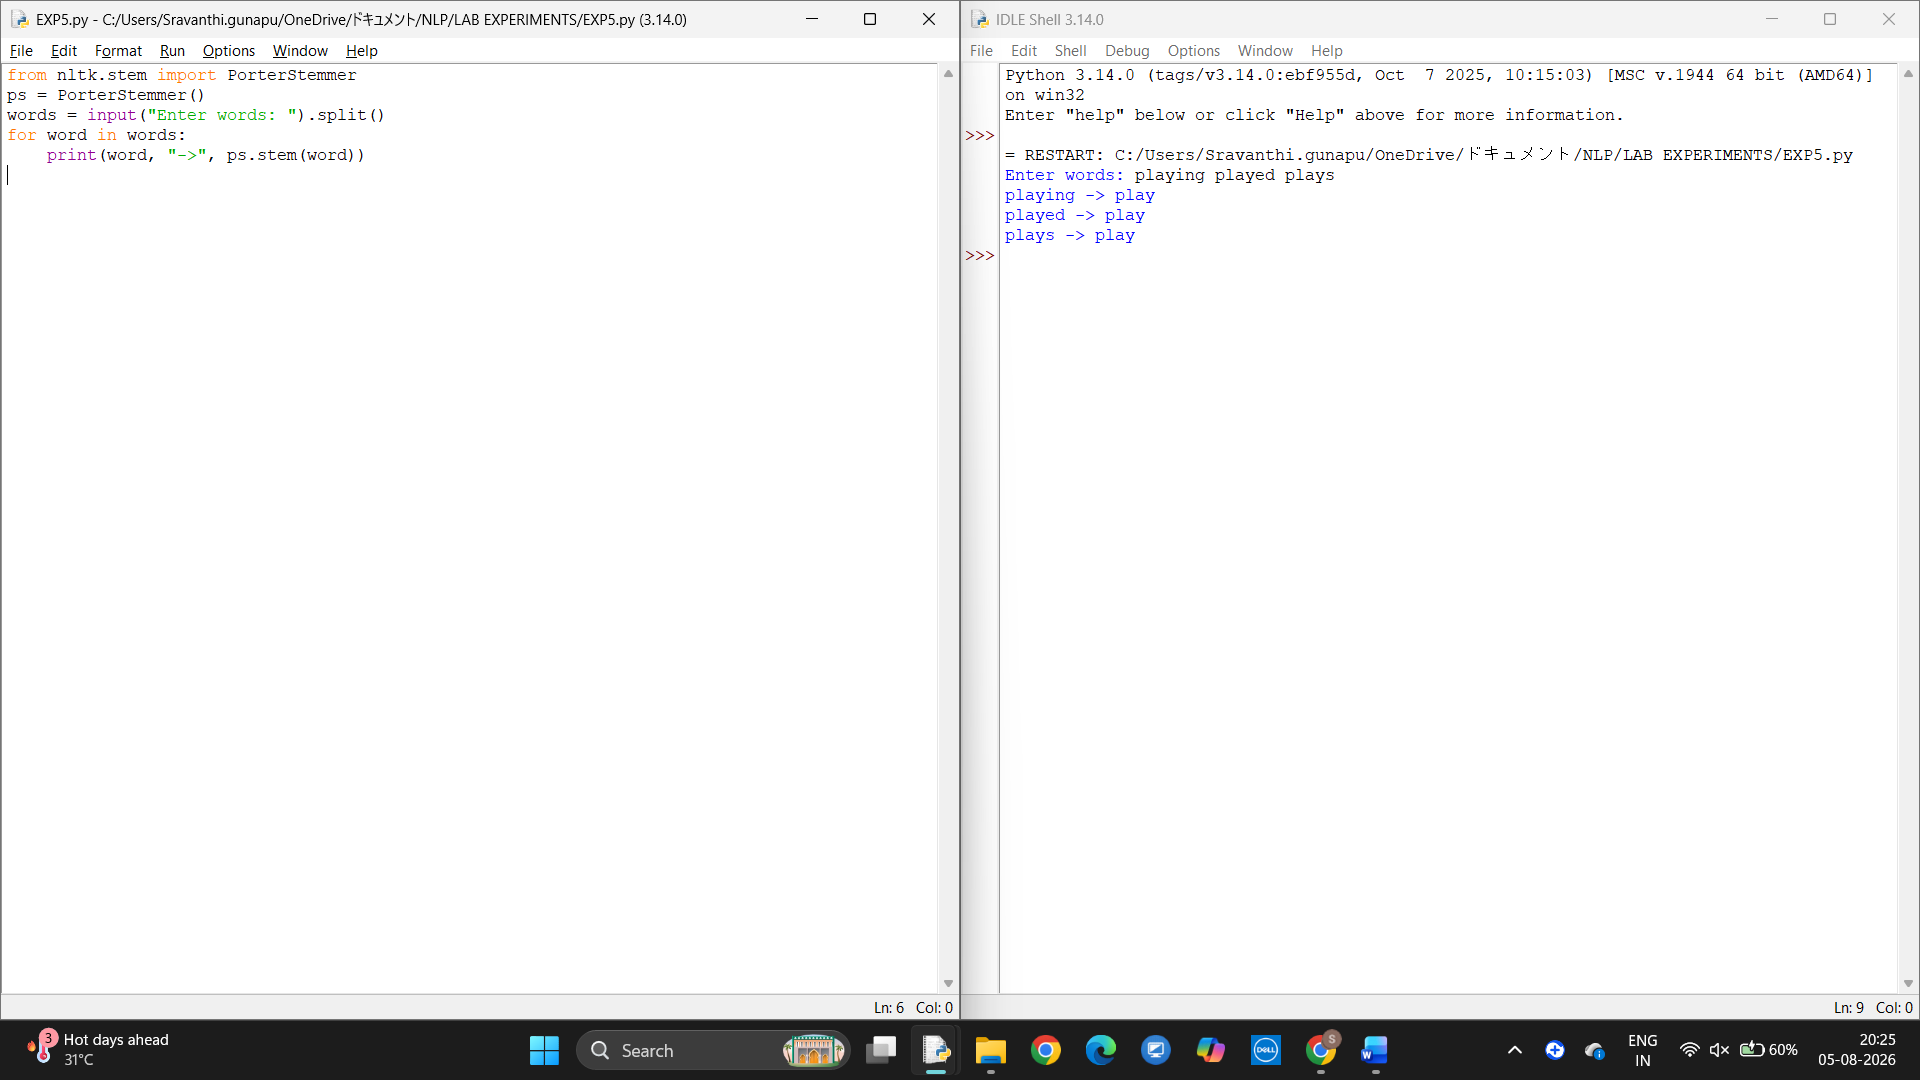 EXP5.py - C:/Users/Sravanthi.gunapu/OneDrive/ドキュメント/NLP/LAB EXPERIMENTS/EXP5.py (3.14.0)
File Edit Format Run Options Window Help
from nltk.stem import PorterStemmer
ps = PorterStemmer()
words = input("Enter words: ").split()
for word in words:
    print(word, "->", ps.stem(word))
Ln: 6 Col: 0
IDLE Shell 3.14.0
File Edit Shell Debug Options Window Help
Python 3.14.0 (tags/v3.14.0:ebf955d, Oct  7 2025, 10:15:03) [MSC v.1944 64 bit (AMD64)]
on win32
Enter "help" below or click "Help" above for more information.
>>>
= RESTART: C:/Users/Sravanthi.gunapu/OneDrive/ドキュメント/NLP/LAB EXPERIMENTS/EXP5.py
Enter words: playing played plays
playing -> play
played -> play
plays -> play
>>>
Ln: 9 Col: 0
3
Hot days ahead
31°C
Search
DELL
S
W
ENG
IN
60%
20:25
05-08-2026